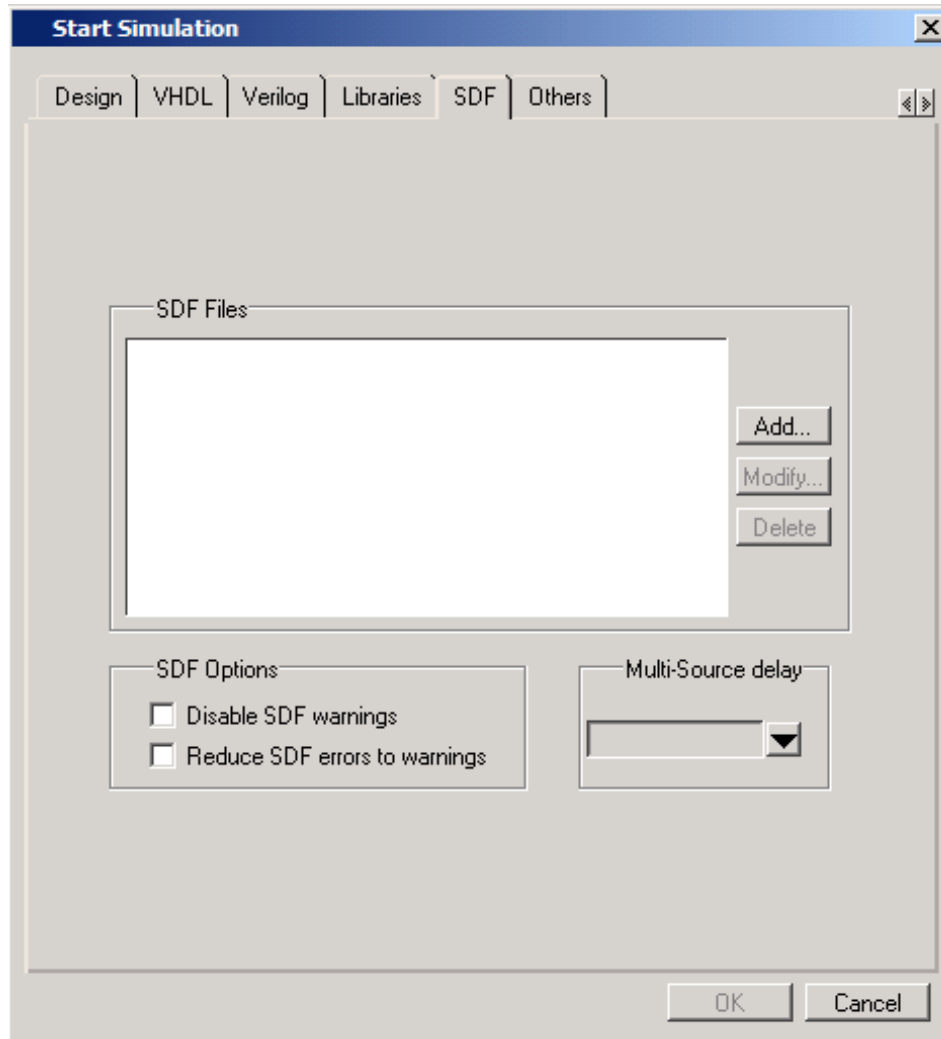 Start Simulation
Design VHDL Verilog Libraries SDF Others
SDF Files
Add...
Modify...
Delete
SDF Options
Disable SDF warnings
Reduce SDF errors to warnings
Multi-Source delay
OK Cancel